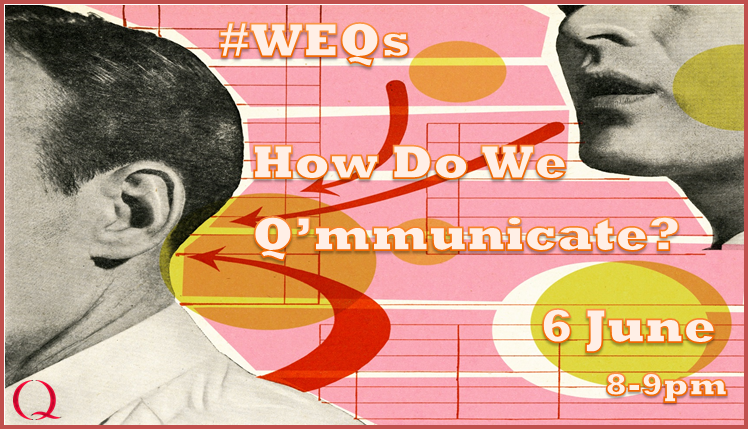 #WEQs
How Do We
Q’mmunicate?
6 June
8-9pm
Q